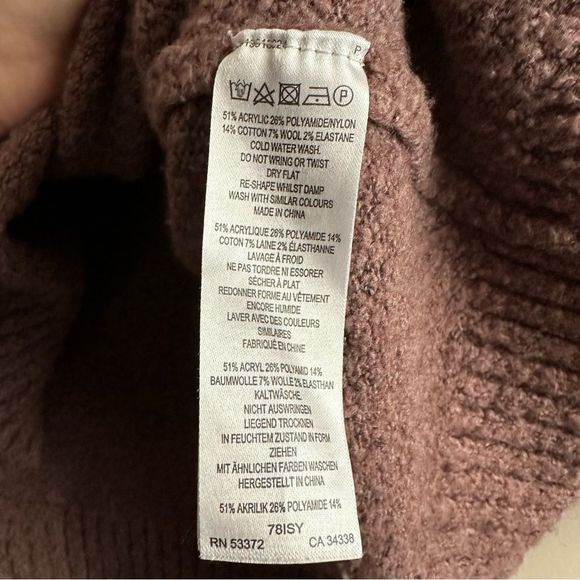 P
P
51% ACRYLIC 26% POLYAMIDE/NYLON
14% COTTON 7% WOOL 2% ELASTANE
COLD WATER WASH.
DO NOT WRING OR TWIST
DRY FLAT
RE-SHAPE WHILST DAMP
WASH WITH SIMILAR COLOURS
MADE IN CHINA
51% ACRYLIQUE 26% POLYAMIDE 14%
COTON 7% LAINE 2% ÉLASTHANNE
LAVAGE À FROID
NE PAS TORDRE NI ESSORER
SÉCHER À PLAT
REDONNER FORME AU VÊTEMENT
ENCORE HUMIDE
LAVER AVEC DES COULEURS
SIMILAIRES
FABRIQUÉ EN CHINE
51% ACRYL 26% POLYAMID 14%
BAUMWOLLE 7% WOLLE 2% ELASTHAN
KALTWÄSCHE.
NICHT AUSWRINGEN
LIEGEND TROCKNEN
IN FEUCHTEM ZUSTAND IN FORM
ZIEHEN
MIT ÄHNLICHEN FARBEN WASCHEN
HERGESTELLT IN CHINA
51% AKRILIK 26% POLYAMIDE 14%
78ISY
RN 53372 CA 34338